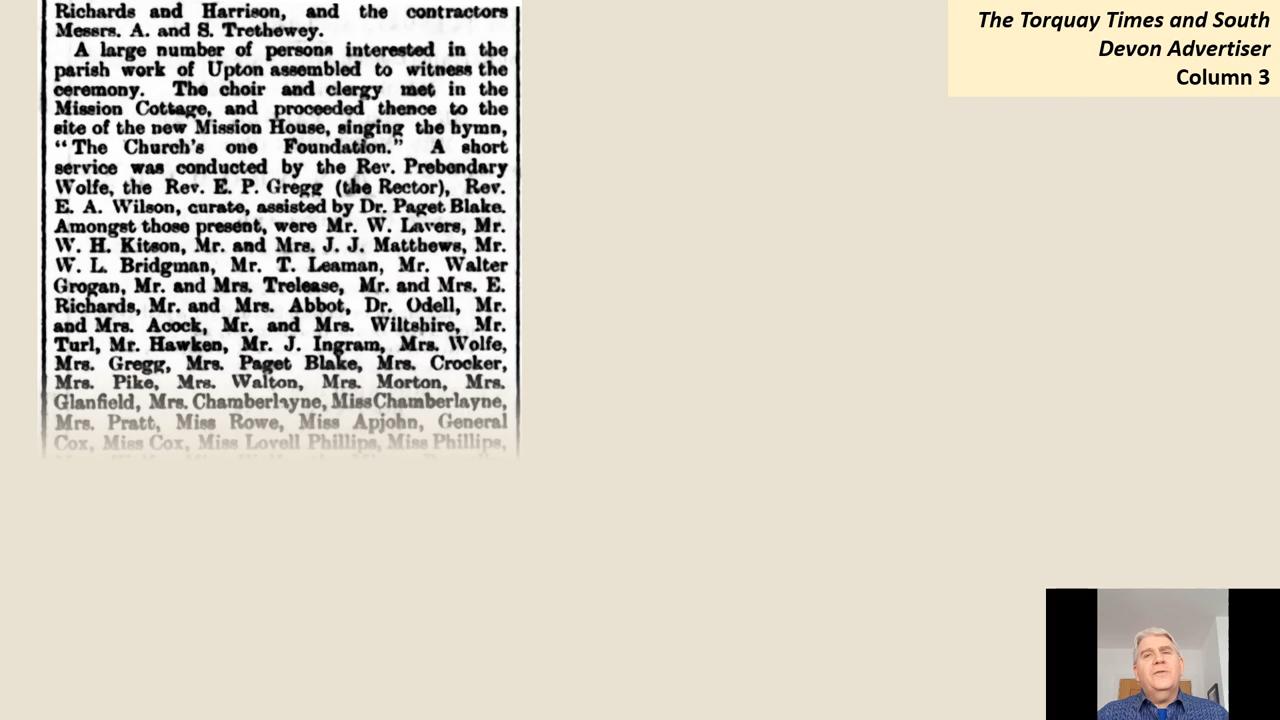 Richards and Harrison, and the contractors
Messrs. A. and S. Trethewey.
A large number of persons interested in the
parish work of Upton assembled to witness the
ceremony. The choir and clergy met in the
Mission Cottage, and proceeded thence to the
site of the new Mission House, singing the hymn,
“The Church's one Foundation.” A short
service was conducted by the Rev. Prebendary
Wolfe, the Rev. E. P. Gregg (the Rector), Rev.
E. A. Wilson, curate, assisted by Dr. Paget Blake.
Amongst those present, were Mr. W. Lavers, Mr.
W. H. Kitson, Mr. and Mrs. J. J. Matthews, Mr.
W. L. Bridgman, Mr. T. Leaman, Mr. Walter
Grogan, Mr. and Mrs. Trelease, Mr. and Mrs. E.
Richards, Mr. and Mrs. Abbot, Dr. Odell, Mr.
and Mrs. Acock, Mr. and Mrs. Wiltshire, Mr.
Turl, Mr. Hawken, Mr. J. Ingram, Mrs. Wolfe,
Mrs. Gregg, Mrs. Paget Blake, Mrs. Crocker,
Mrs. Pike, Mrs. Walton, Mrs. Morton, Mrs.
Glanfield, Mrs. Chamberlayne, Miss Chamberlayne,
Mrs. Pratt, Miss Rowe, Miss Apjohn, General
Cox, Miss Cox, Miss Lovell Phillips, Miss Phillips,
The Torquay Times and South
Devon Advertiser
Column 3